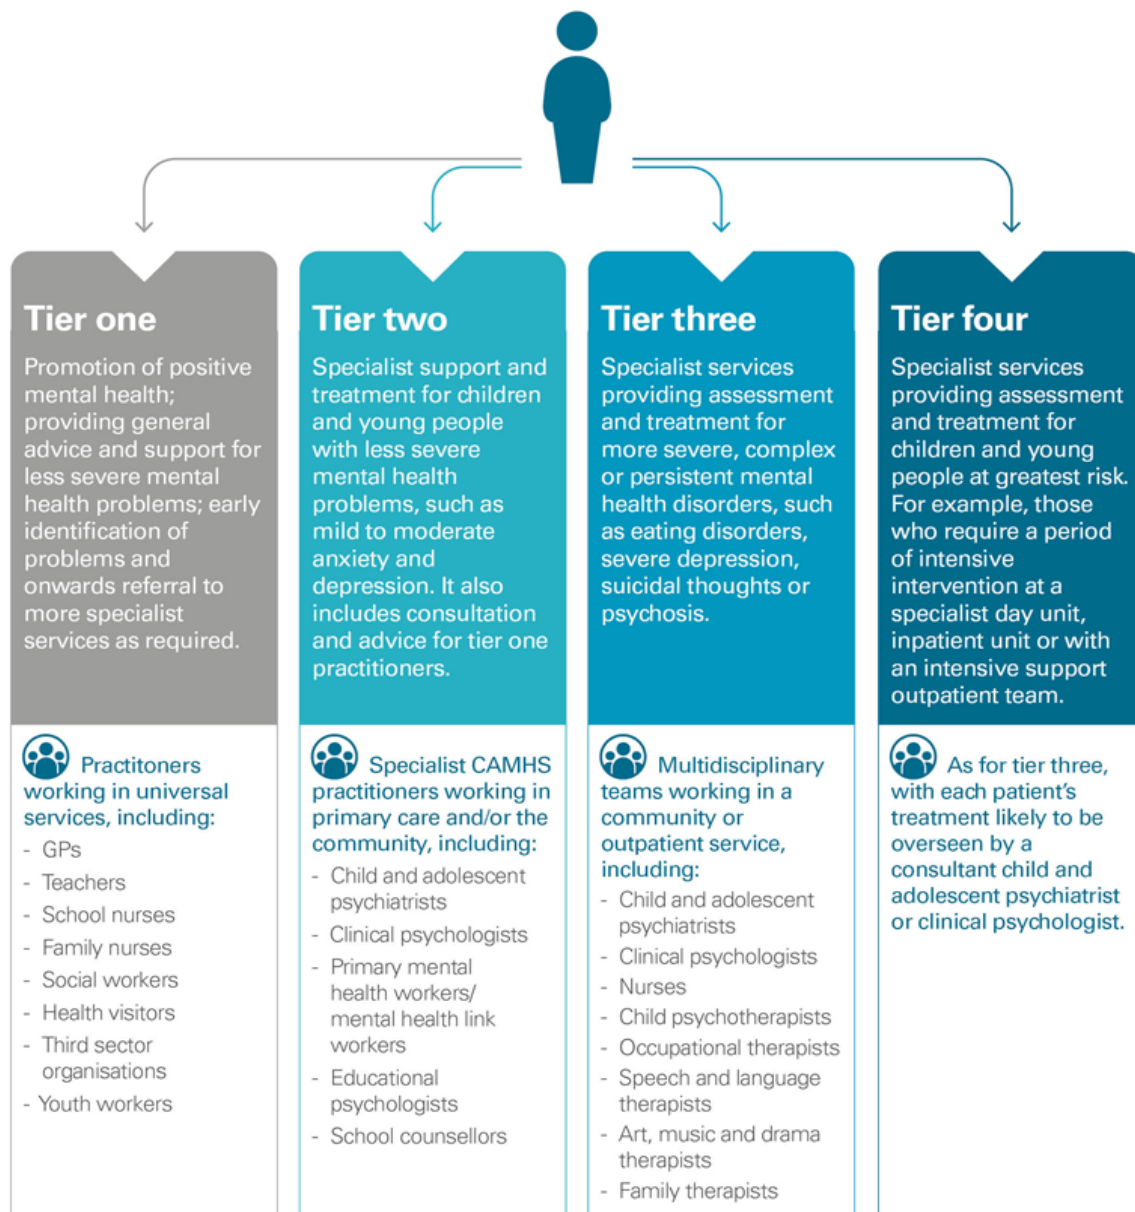 Tier one
Promotion of positive
mental health;
providing general
advice and support for
less severe mental
health problems; early
identification of
problems and
onwards referral to
more specialist
services as required.
Practitoners
working in universal
services, including:
- GPs
- Teachers
- School nurses
- Family nurses
- Social workers
- Health visitors
- Third sector
organisations
- Youth workers
Tier two
Specialist support and
treatment for children
and young people
with less severe
mental health
problems, such as
mild to moderate
anxiety and
depression. It also
includes consultation
and advice for tier one
practitioners.
Specialist CAMHS
practitioners working in
primary care and/or the
community, including:
- Child and adolescent
psychiatrists
- Clinical psychologists
- Primary mental
health workers/
mental health link
workers
- Educational
psychologists
- School counsellors
Tier three
Specialist services
providing assessment
and treatment for
more severe, complex
or persistent mental
health disorders, such
as eating disorders,
severe depression,
suicidal thoughts or
psychosis.
Multidisciplinary
teams working in a
community or
outpatient service,
including:
- Child and adolescent
psychiatrists
- Clinical psychologists
- Nurses
- Child psychotherapists
- Occupational therapists
- Speech and language
therapists
- Art, music and drama
therapists
- Family therapists
Tier four
Specialist services
providing assessment
and treatment for
children and young
people at greatest risk.
For example, those
who require a period
of intensive
intervention at a
specialist day unit,
inpatient unit or with
an intensive support
outpatient team.
As for tier three,
with each patient's
treatment likely to be
overseen by a
consultant child and
adolescent psychiatrist
or clinical psychologist.